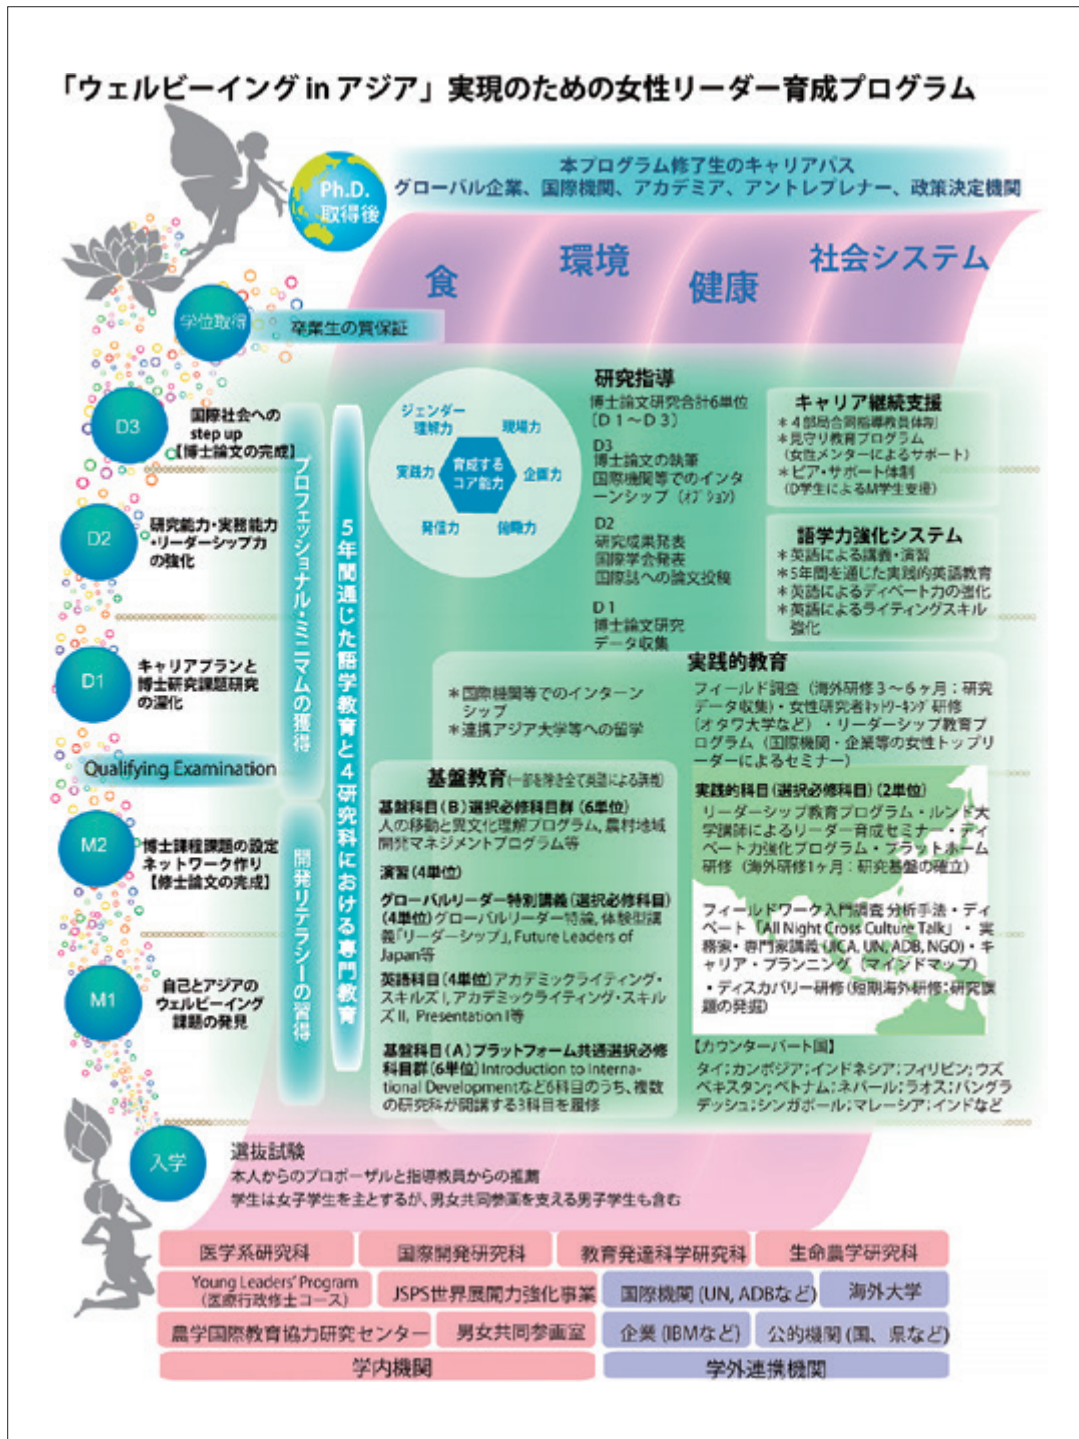 「ウェルビーイング in アジア」実現のための女性リーダー育成プログラム
Ph.D.
取得後
本プログラム修了生のキャリアパス
グローバル企業、国際機関、アカデミア、アントレプレナー、政策決定機関
食
環境
健康
社会システム
学位取得
卒業生の質保証
D3
国際社会への
step up
【博士論文の完成】
D2
研究能力・実務能力
・リーダーシップ力
の強化
D1
キャリアプランと
博士研究課題研究
の深化
Qualifying Examination
M2
博士課程課題の設定
ネットワーク作り
【修士論文の完成】
M1
自己とアジアの
ウェルビーイング
課題の発見
プロフェッショナル・ミニマムの獲得
開発リテラシーの習得
5年間通じた語学教育と4研究科における専門教育
ジェンダー
理解力
現場力
実践力
育成する
コア能力
企画力
発信力
俯瞰力
研究指導
博士論文研究合計6単位
(D1～D3)
D3
博士論文の執筆
国際機関等でのインタ
ーンシップ (オプション)
D2
研究成果発表
国際学会発表
国際誌への論文投稿
D1
博士論文研究
データ収集
キャリア継続支援
＊4部局合同指導教員体制
＊見守り教育プログラム
(女性メンターによるサポート)
＊ピア・サポート体制
(D学生によるM学生支援)
語学力強化システム
＊英語による講義・演習
＊5年間を通じた実践的英語教育
＊英語によるディベート力の強化
＊英語によるライティングスキル
強化
実践的教育
＊国際機関等でのインターン
シップ
＊連携アジア大学等への留学
フィールド調査 (海外研修3～6ヶ月：研究
データ収集)・女性研究者ネットワーキング研修
(オタワ大学など) ・リーダーシップ教育プ
ログラム (国際機関・企業等の女性トップリ
ーダーによるセミナー)
基盤教育(一部を除き全て英語による講義)
基盤科目(B)選択必修科目群 (6単位)
人の移動と異文化理解プログラム, 農村地域
開発マネジメントプログラム等
演習(4単位)
グローバルリーダー特別講義(選択必修科目)
(4単位)グローバルリーダー特論, 体験型講
義「リーダーシップ」, Future Leaders of
Japan等
英語科目(4単位)アカデミックライティング・
スキルズ I, アカデミックライティング・スキル
ズ II, Presentation I等
基盤科目(A)プラットフォーム共通選択必修
科目群(6単位)Introduction to Interna-
tional Developmentなど6科目のうち、複数
の研究科が開講する3科目を履修
実践的科目(選択必修科目)(2単位)
リーダーシップ教育プログラム・ルンド大
学講師によるリーダー育成セミナー・ディ
ベート力強化プログラム・プラットホーム
研修 (海外研修1ヶ月：研究基盤の確立)
フィールドワーク入門調査 分析手法・ディ
ベート「All Night Cross Culture Talk」・実
務家・専門家講義 (JICA, UN, ADB, NGO)・キ
ャリア・プランニング (マインドマップ)
・ディスカバリー研修(短期海外研修：研究課
題の発掘)
【カウンターパート国】
タイ；カンボジア；インドネシア；フィリピン；ウズ
ベキスタン；ベトナム；ネパール；ラオス；バングラ
デッシュ；シンガポール；マレーシア；インドなど
入学
選抜試験
本人からのプロポーザルと指導教員からの推薦
学生は女子学生を主とするが、男女共同参画を支える男子学生も含む
医学系研究科
国際開発研究科
教育発達科学研究科
生命農学研究科
Young Leaders' Program
(医療行政修士コース)
JSPS世界展開力強化事業
国際機関 (UN, ADBなど)
海外大学
農学国際教育協力研究センター
男女共同参画室
企業 (IBMなど)
公的機関 (国、県など)
学内機関
学外連携機関